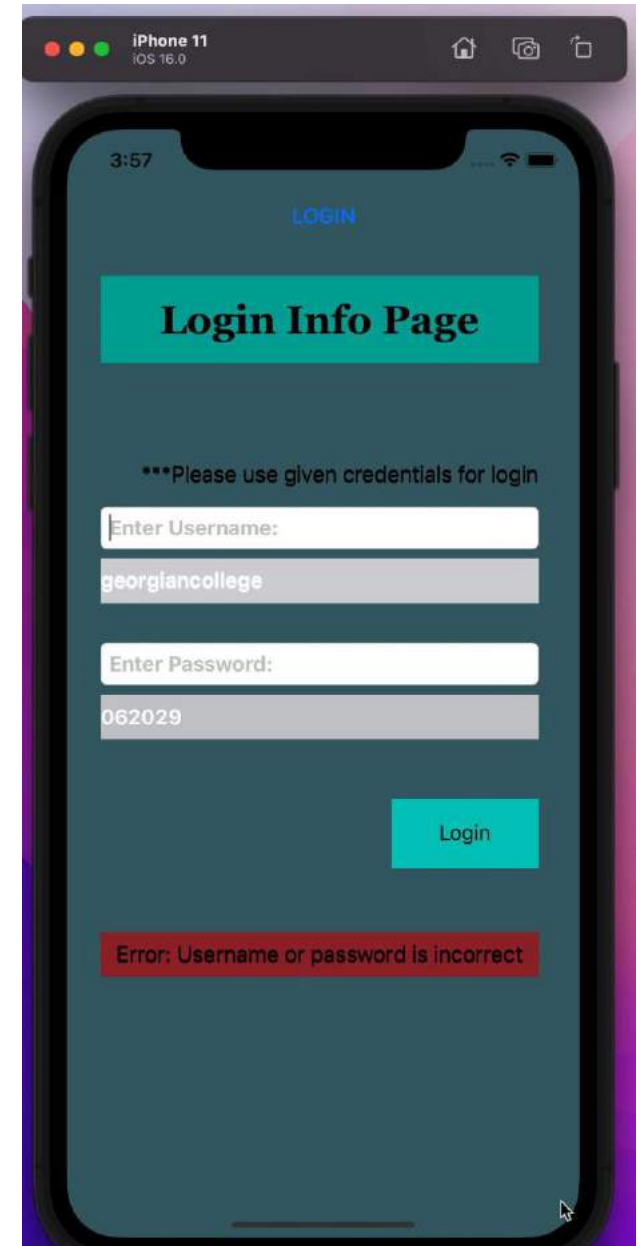 iPhone 11
iOS 16.0
3:57
LOGIN
Login Info Page
***Please use given credentials for login
Enter Username:
georgiancollege
Enter Password:
062029
Login
Error: Username or password is incorrect